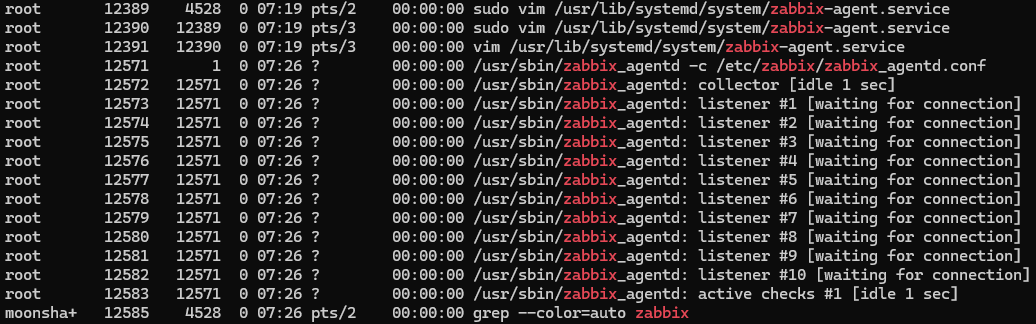 root 12389 4528 0 07:19 pts/2 00:00:00 sudo vim /usr/lib/systemd/system/zabbix-agent.service
root 12390 12389 0 07:19 pts/3 00:00:00 sudo vim /usr/lib/systemd/system/zabbix-agent.service
root 12391 12390 0 07:19 pts/3 00:00:00 vim /usr/lib/systemd/system/zabbix-agent.service
root 12571 1 0 07:26 ? 00:00:00 /usr/sbin/zabbix_agentd -c /etc/zabbix/zabbix_agentd.conf
root 12572 12571 0 07:26 ? 00:00:00 /usr/sbin/zabbix_agentd: collector [idle 1 sec]
root 12573 12571 0 07:26 ? 00:00:00 /usr/sbin/zabbix_agentd: listener #1 [waiting for connection]
root 12574 12571 0 07:26 ? 00:00:00 /usr/sbin/zabbix_agentd: listener #2 [waiting for connection]
root 12575 12571 0 07:26 ? 00:00:00 /usr/sbin/zabbix_agentd: listener #3 [waiting for connection]
root 12576 12571 0 07:26 ? 00:00:00 /usr/sbin/zabbix_agentd: listener #4 [waiting for connection]
root 12577 12571 0 07:26 ? 00:00:00 /usr/sbin/zabbix_agentd: listener #5 [waiting for connection]
root 12578 12571 0 07:26 ? 00:00:00 /usr/sbin/zabbix_agentd: listener #6 [waiting for connection]
root 12579 12571 0 07:26 ? 00:00:00 /usr/sbin/zabbix_agentd: listener #7 [waiting for connection]
root 12580 12571 0 07:26 ? 00:00:00 /usr/sbin/zabbix_agentd: listener #8 [waiting for connection]
root 12581 12571 0 07:26 ? 00:00:00 /usr/sbin/zabbix_agentd: listener #9 [waiting for connection]
root 12582 12571 0 07:26 ? 00:00:00 /usr/sbin/zabbix_agentd: listener #10 [waiting for connection]
root 12583 12571 0 07:26 ? 00:00:00 /usr/sbin/zabbix_agentd: active checks #1 [idle 1 sec]
moonsha+ 12585 4528 0 07:26 pts/2 00:00:00 grep --color=auto zabbix